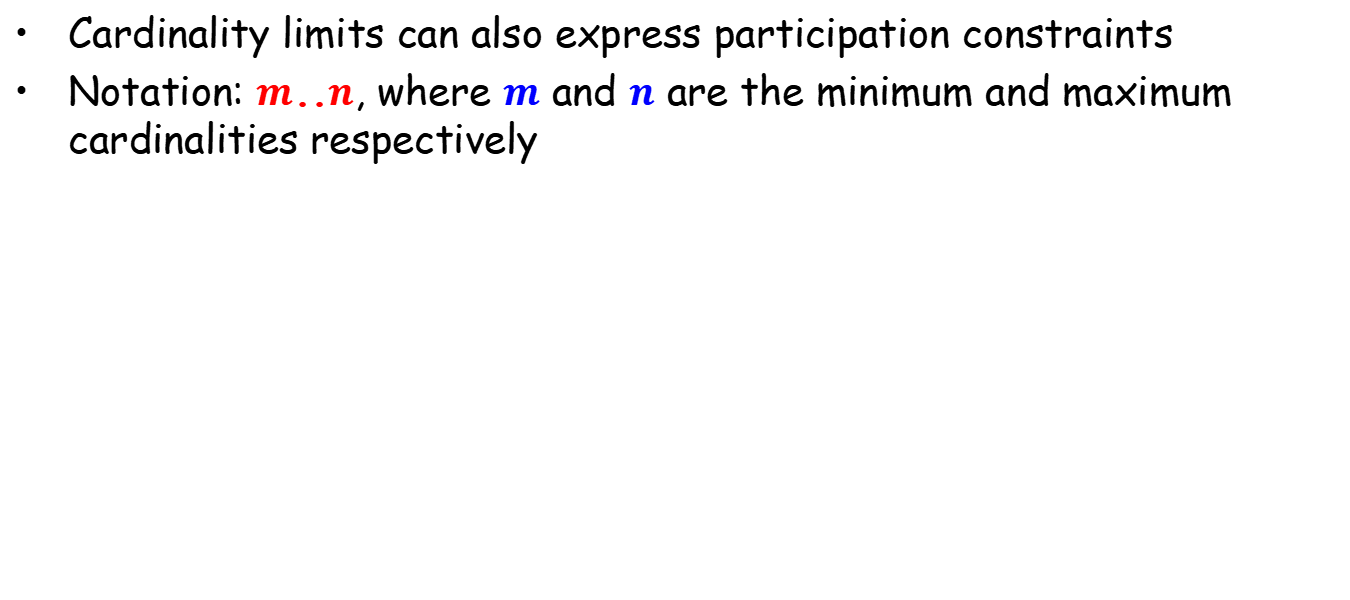 • Cardinality limits can also express participation constraints
• Notation: m..n, where m and n are the minimum and maximum
cardinalities respectively